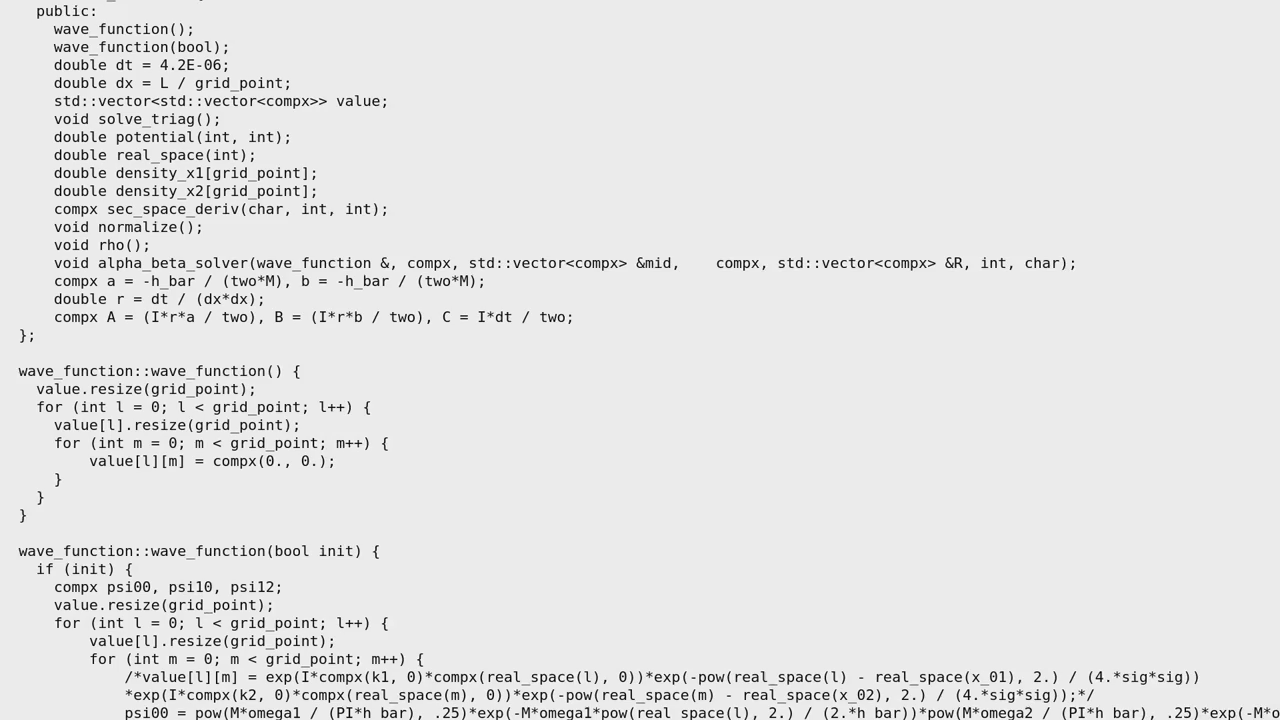 public:
wave_function();
wave_function(bool);
double dt = 4.2E-06;
double dx = L / grid_point;
std::vector<std::vector<compx>> value;
void solve_triag();
double potential(int, int);
double real_space(int);
double density_x1[grid_point];
double density_x2[grid_point];
compx sec_space_deriv(char, int, int);
void normalize();
void rho();
void alpha_beta_solver(wave_function &, compx, std::vector<compx> &mid,    compx, std::vector<compx> &R, int, char);
compx a = -h_bar / (two*M), b = -h_bar / (two*M);
double r = dt / (dx*dx);
compx A = (I*r*a / two), B = (I*r*b / two), C = I*dt / two;
};
wave_function::wave_function() {
value.resize(grid_point);
for (int l = 0; l < grid_point; l++) {
value[l].resize(grid_point);
for (int m = 0; m < grid_point; m++) {
value[l][m] = compx(0., 0.);
}
}
}
wave_function::wave_function(bool init) {
if (init) {
compx psi00, psi10, psi12;
value.resize(grid_point);
for (int l = 0; l < grid_point; l++) {
value[l].resize(grid_point);
for (int m = 0; m < grid_point; m++) {
/*value[l][m] = exp(I*compx(k1, 0)*compx(real_space(l), 0))*exp(-pow(real_space(l) - real_space(x_01), 2.) / (4.*sig*sig))
*exp(I*compx(k2, 0)*compx(real_space(m), 0))*exp(-pow(real_space(m) - real_space(x_02), 2.) / (4.*sig*sig));*/
psi00 = pow(M*omega1 / (PI*h_bar), .25)*exp(-M*omega1*pow(real_space(l), 2.) / (2.*h_bar))*pow(M*omega2 / (PI*h_bar), .25)*exp(-M*o